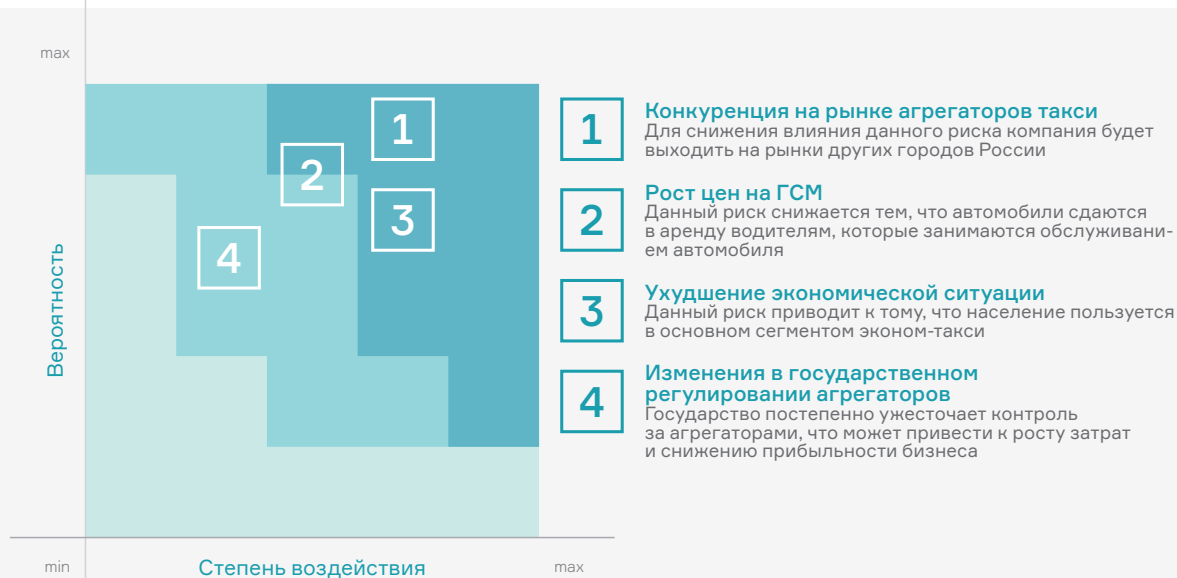 max
1
2
3
4
Вероятность
min
Степень воздействия
max
1
Конкуренция на рынке агрегаторов такси
Для снижения влияния данного риска компания будет
выходить на рынки других городов России
2
Рост цен на ГСМ
Данный риск снижается тем, что автомобили сдаются
в аренду водителям, которые занимаются обслуживани-
ем автомобиля
3
Ухудшение экономической ситуации
Данный риск приводит к тому, что население пользуется
в основном сегментом эконом-такси
4
Изменения в государственном
регулировании агрегаторов
Государство постепенно ужесточает контроль
за агрегаторами, что может привести к росту затрат
и снижению прибыльности бизнеса